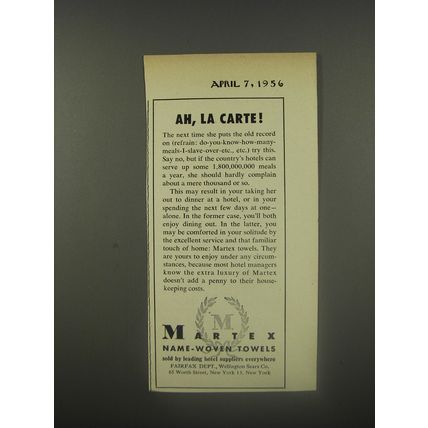 APRIL 7, 1956
AH, LA CARTE!
The next time she puts the old record
on (refrain: do-you-know-how-many-
meals-I-slave-over-etc., etc.) try this.
Say no, but if the country's hotels can
serve up some 1,800,000,000 meals
a year, she should hardly complain
about a mere thousand or so.
This may result in your taking her
out to dinner at a hotel, or in your
spending the next few days at one—
alone. In the former case, you'll both
enjoy dining out. In the latter, you
may be comforted in your solitude by
the excellent service and that familiar
touch of home: Martex towels. They
are yours to enjoy under any circum-
stances, because most hotel managers
know the extra luxury of Martex
doesn't add a penny to their house-
keeping costs.
M
MARTEX
NAME-WOVEN TOWELS
sold by leading hotel suppliers everywhere
FAIRFAX DEPT., Wellington Sears Co.
65 Worth Street, New York 13, New York